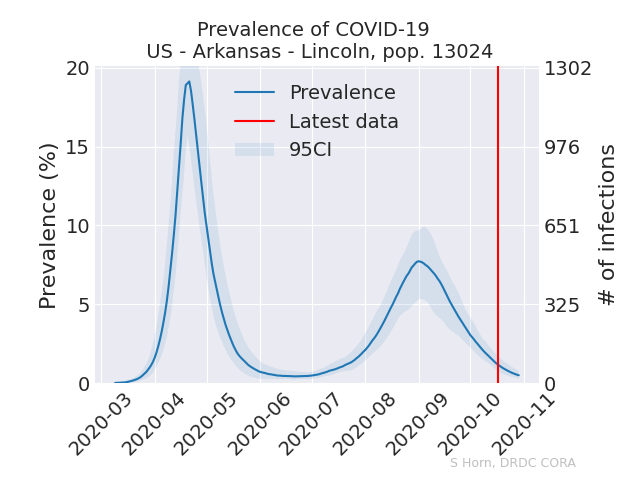 Prevalence of COVID-19
US - Arkansas - Lincoln, pop. 13024
20
15
10
5
0
Prevalence (%)
1302
976
651
325
0
# of infections
Prevalence
Latest data
95CI
2020-03
2020-04
2020-05
2020-06
2020-07
2020-08
2020-09
2020-10
2020-11
S Horn, DRDC CORA